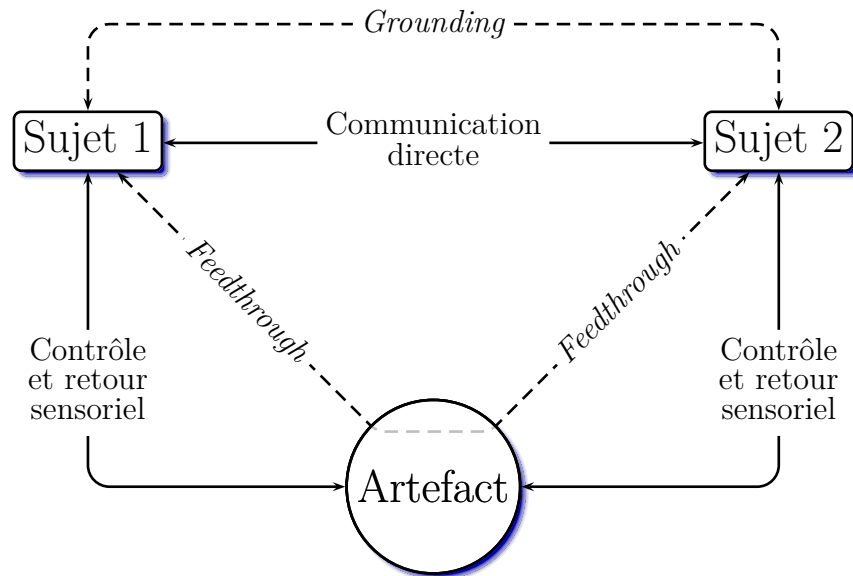 Grounding
Sujet 1
Communication
directe
Sujet 2
Feedthrough
Feedthrough
Contrôle
et retour
sensoriel
Contrôle
et retour
sensoriel
Artefact